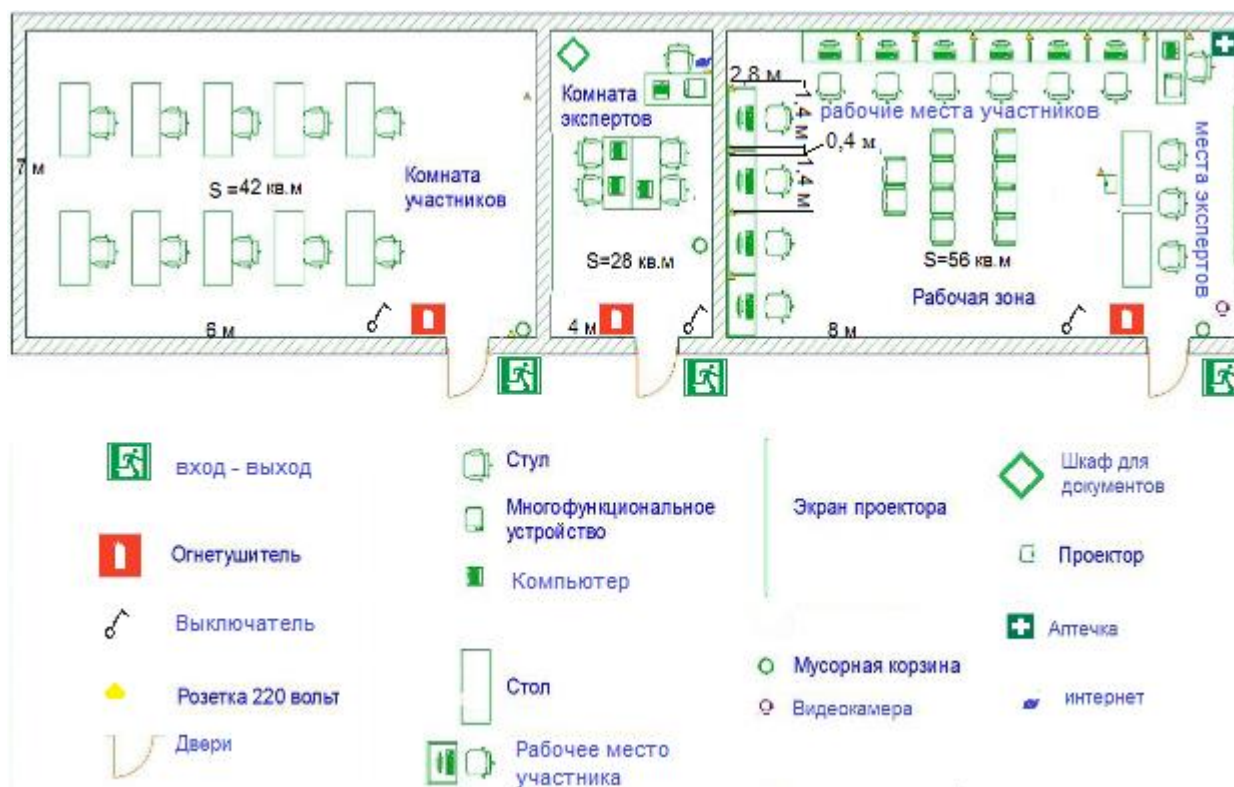 7 м
S =42 кв.м
Комната
участников
6 м
Комната
экспертов
S=28 кв.м
4 м
2,8 м
1,4 м
0,4 м
1,4 м
рабочие места участников
места экспертов
S=56 кв.м
Рабочая зона
8 м
вход - выход
Огнетушитель
Выключатель
Розетка 220 вольт
Двери
Стул
Многофункциональное
устройство
Компьютер
Стол
Рабочее место
участника
Экран проектора
Мусорная корзина
Видеокамера
Шкаф для
документов
Проектор
Аптечка
интернет